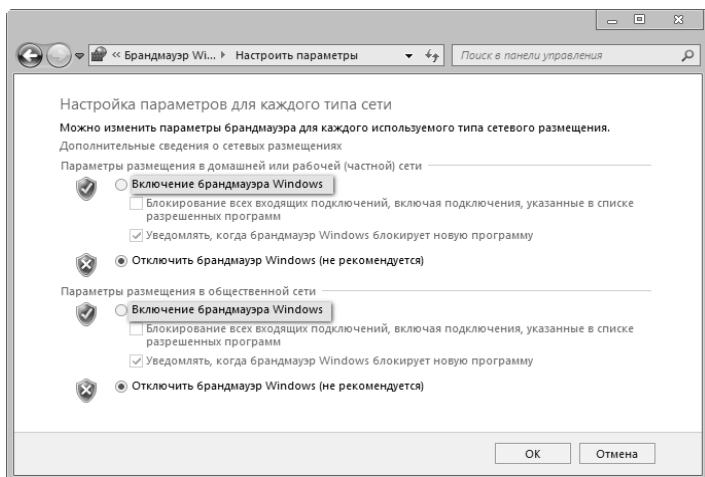 « Брандмауэр Wi... Настроить параметры Поиск в панели управления
Настройка параметров для каждого типа сети
Можно изменить параметры брандмауэра для каждого используемого типа сетевого размещения.
Дополнительные сведения о сетевых размещениях
Параметры размещения в домашней или рабочей (частной) сети
Включение брандмауэра Windows
Блокирование всех входящих подключений, включая подключения, указанные в списке
разрешенных программ
Уведомлять, когда брандмауэр Windows блокирует новую программу
Отключить брандмауэр Windows (не рекомендуется)
Параметры размещения в общественной сети
Включение брандмауэра Windows
Блокирование всех входящих подключений, включая подключения, указанные в списке
разрешенных программ
Уведомлять, когда брандмауэр Windows блокирует новую программу
Отключить брандмауэр Windows (не рекомендуется)
ОК Отмена